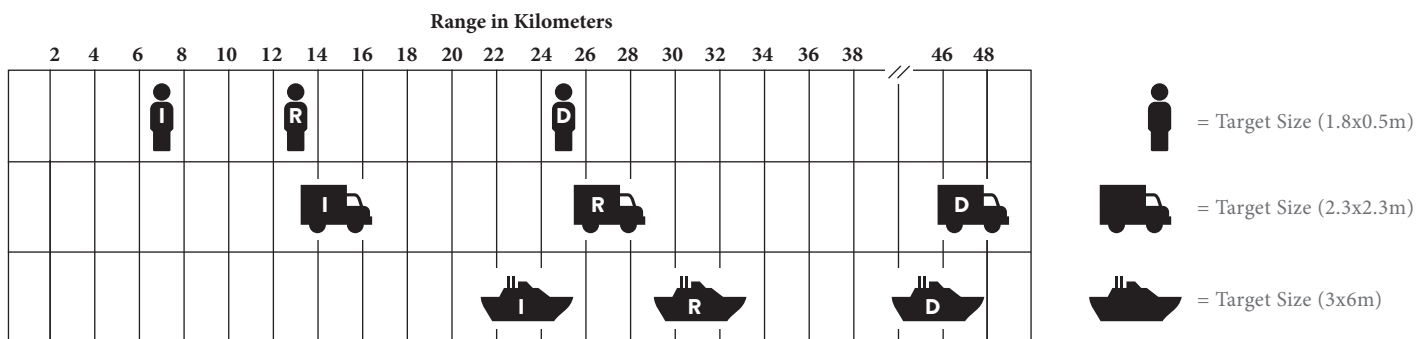 Range in Kilometers
2 4 6 8 10 12 14 16 18 20 22 24 26 28 30 32 34 36 38 46 48
I R D = Target Size (1.8x0.5m)
I R D = Target Size (2.3x2.3m)
I R D = Target Size (3x6m)